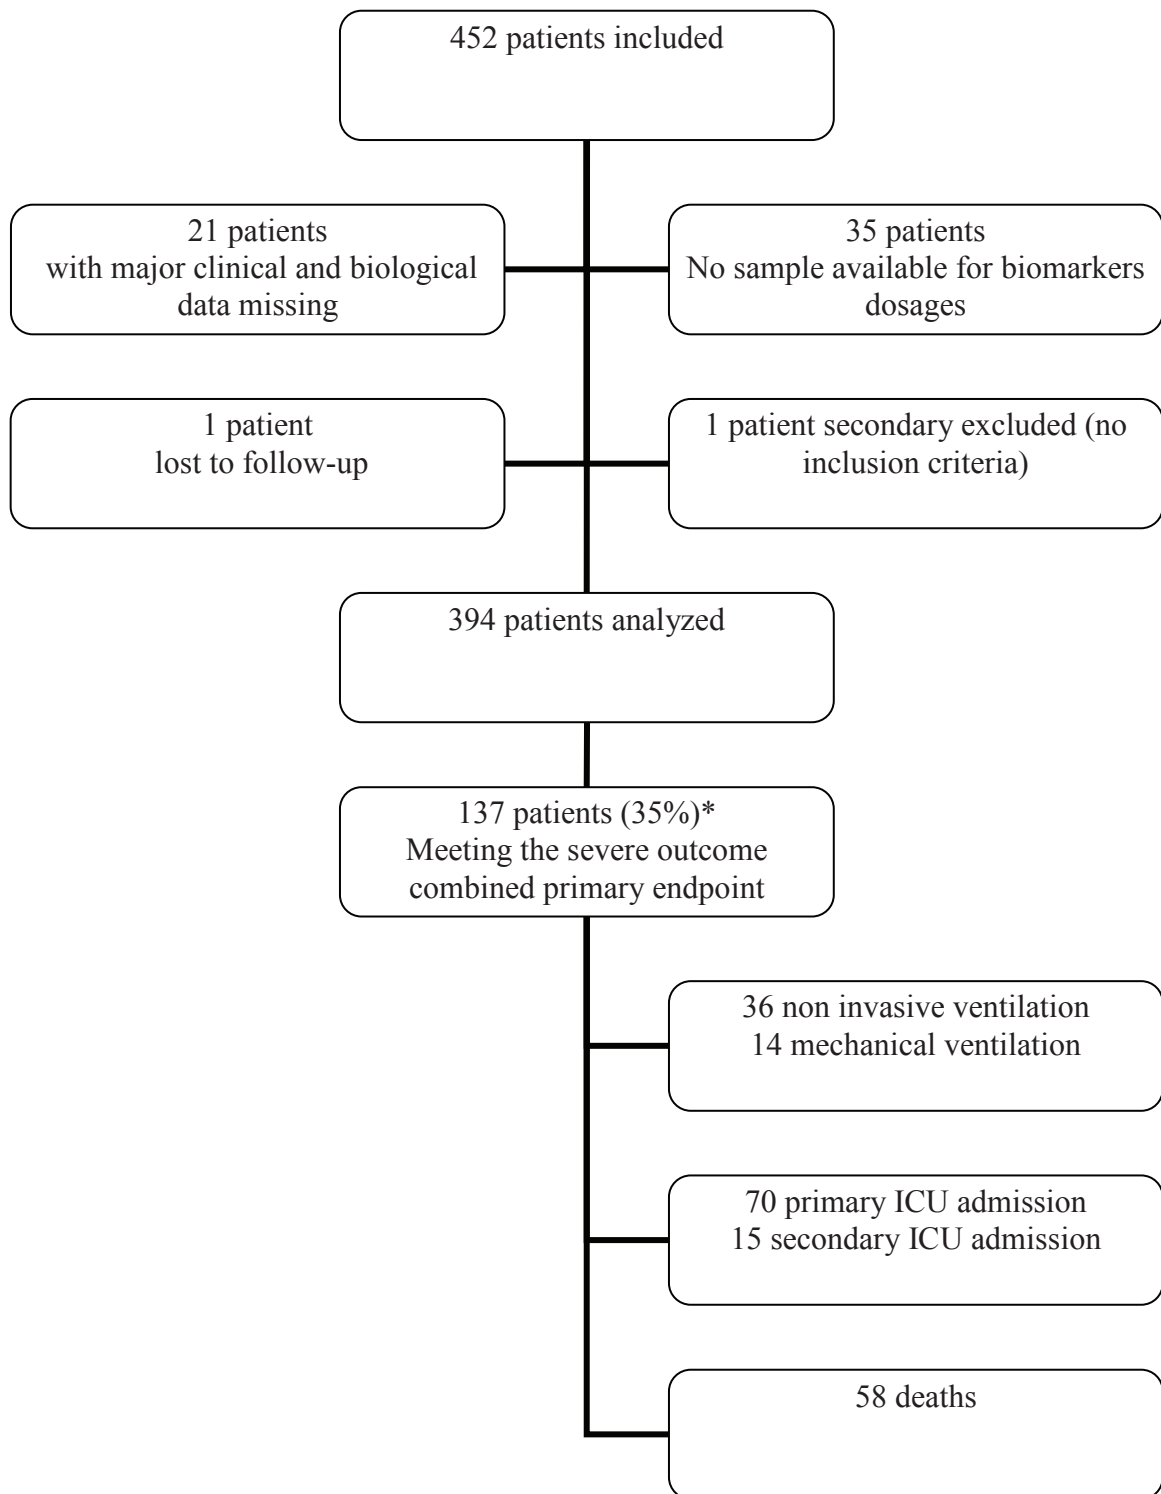 452 patients included
21 patients
with major clinical and biological
data missing
35 patients
No sample available for biomarkers
dosages
1 patient
lost to follow-up
1 patient secondary excluded (no
inclusion criteria)
394 patients analyzed
137 patients (35%)*
Meeting the severe outcome
combined primary endpoint
36 non invasive ventilation
14 mechanical ventilation
70 primary ICU admission
15 secondary ICU admission
58 deaths